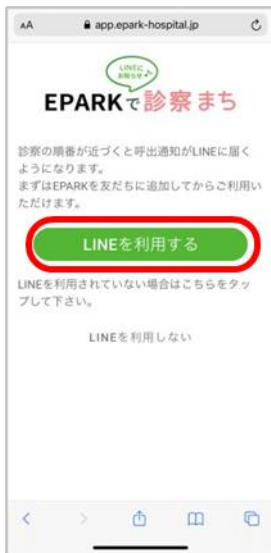 AA app.epark-hospital.jp
LINEに
お知らせ♪
EPARKで診察まち
診察の順番が近づくと呼出通知がLINEに届く
ようになります。
まずはEPARKを友だちに追加してからご利用い
ただけます。
LINEを利用する
LINEを利用されていない場合はこちらをタッ
プして下さい。
LINEを利用しない